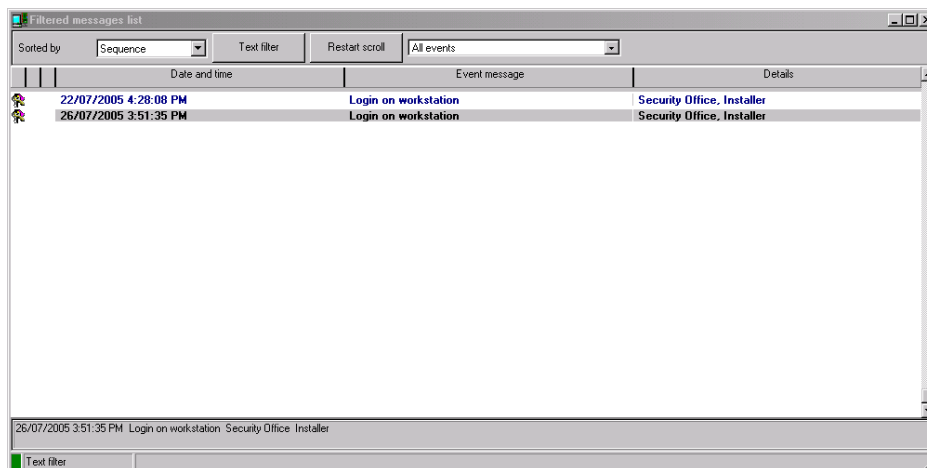 Filtered messages list
Sorted by Sequence Text filter Restart scroll All events
Date and time Event message Details
22/07/2005 4:28:08 PM Login on workstation Security Office, Installer
26/07/2005 3:51:35 PM Login on workstation Security Office, Installer
26/07/2005 3:51:35 PM Login on workstation Security Office Installer
Text filter